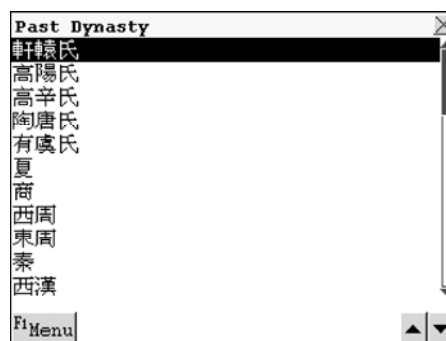 Past Dynasty
軒轅氏
高陽氏
高辛氏
陶唐氏
有虞氏
夏
商
西周
東周
秦
西漢
F1Menu